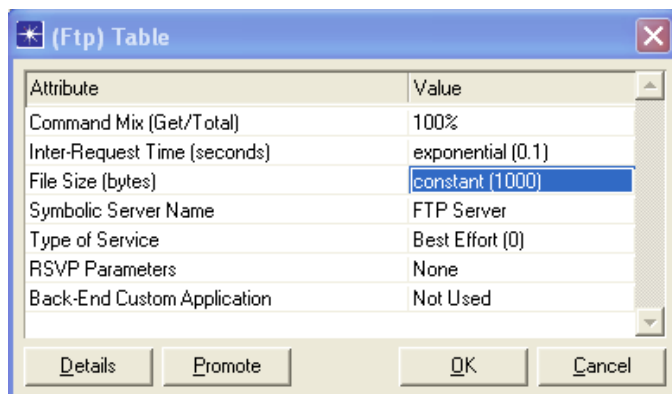 (Ftp) Table
Attribute Value
Command Mix (Get/Total) 100%
Inter-Request Time (seconds) exponential (0.1)
File Size (bytes) constant (1000)
Symbolic Server Name FTP Server
Type of Service Best Effort (0)
RSVP Parameters None
Back-End Custom Application Not Used
Details Promote OK Cancel